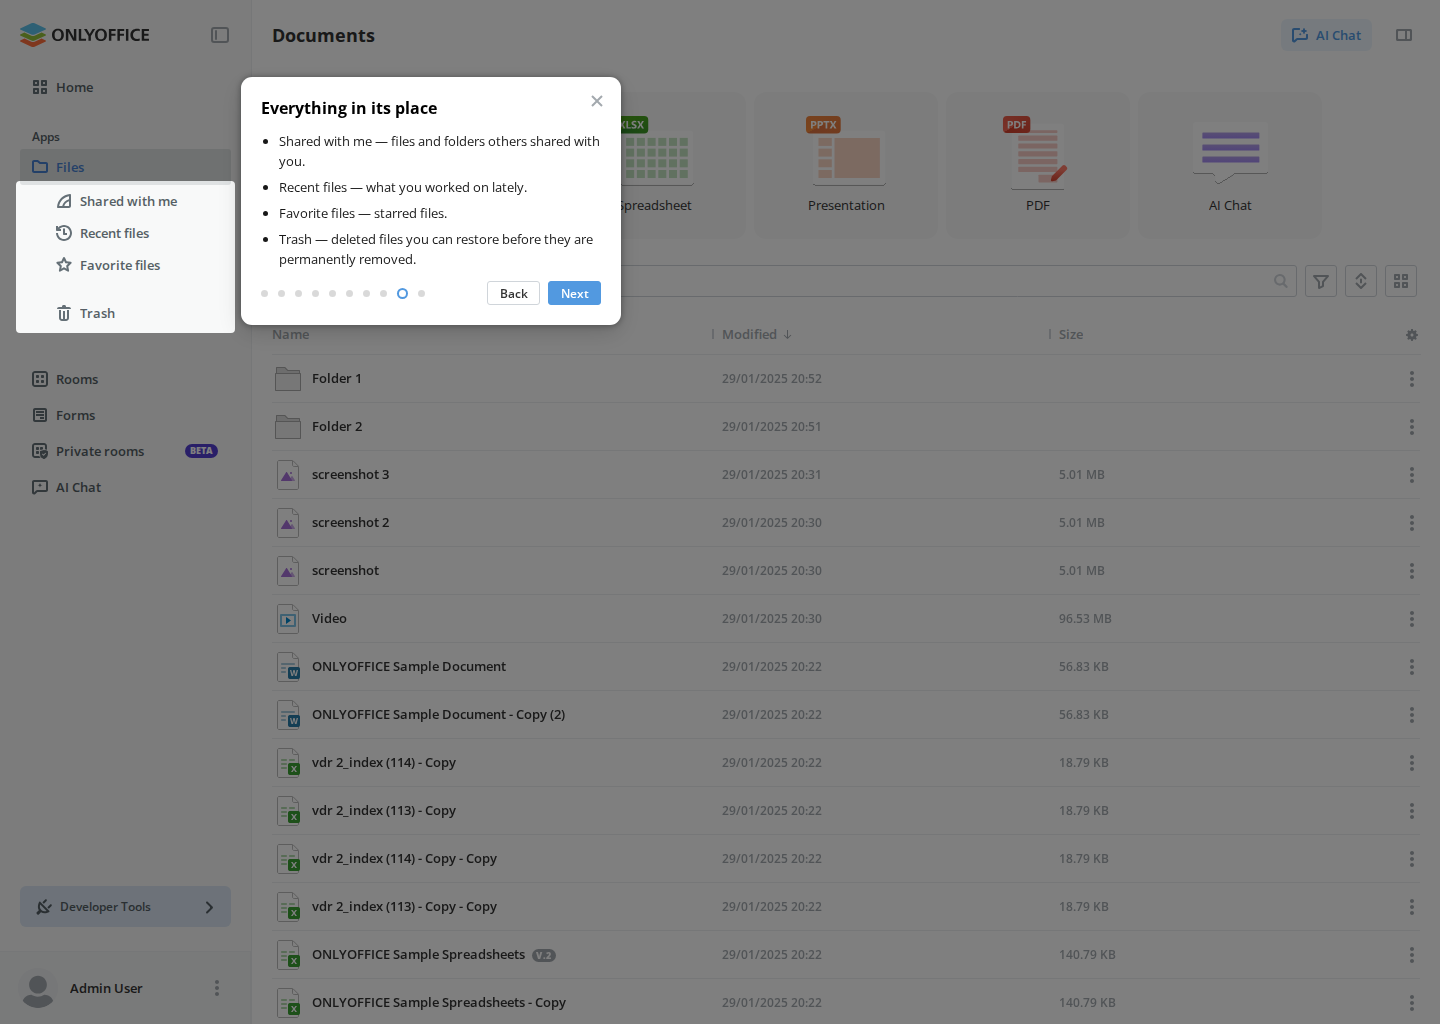 ONLYOFFICE
Documents
AI Chat
Home
Apps
Files
Shared with me
Recent files
Favorite files
Trash
Rooms
Forms
Private rooms BETA
AI Chat
Developer Tools
Admin User
Everything in its place
Shared with me — files and folders others shared with
you.
Recent files — what you worked on lately.
Favorite files — starred files.
Trash — deleted files you can restore before they are
permanently removed.
Back Next
XLSX
Spreadsheet
PPTX
Presentation
PDF
PDF
AI Chat
Name Modified Size
Folder 1 29/01/2025 20:52
Folder 2 29/01/2025 20:51
screenshot 3 29/01/2025 20:31 5.01 MB
screenshot 2 29/01/2025 20:30 5.01 MB
screenshot 29/01/2025 20:30 5.01 MB
Video 29/01/2025 20:30 96.53 MB
W ONLYOFFICE Sample Document 29/01/2025 20:22 56.83 KB
W ONLYOFFICE Sample Document - Copy (2) 29/01/2025 20:22 56.83 KB
X vdr 2_index (114) - Copy 29/01/2025 20:22 18.79 KB
X vdr 2_index (113) - Copy 29/01/2025 20:22 18.79 KB
X vdr 2_index (114) - Copy - Copy 29/01/2025 20:22 18.79 KB
X vdr 2_index (113) - Copy - Copy 29/01/2025 20:22 18.79 KB
X ONLYOFFICE Sample Spreadsheets V.2 29/01/2025 20:22 140.79 KB
X ONLYOFFICE Sample Spreadsheets - Copy 29/01/2025 20:22 140.79 KB